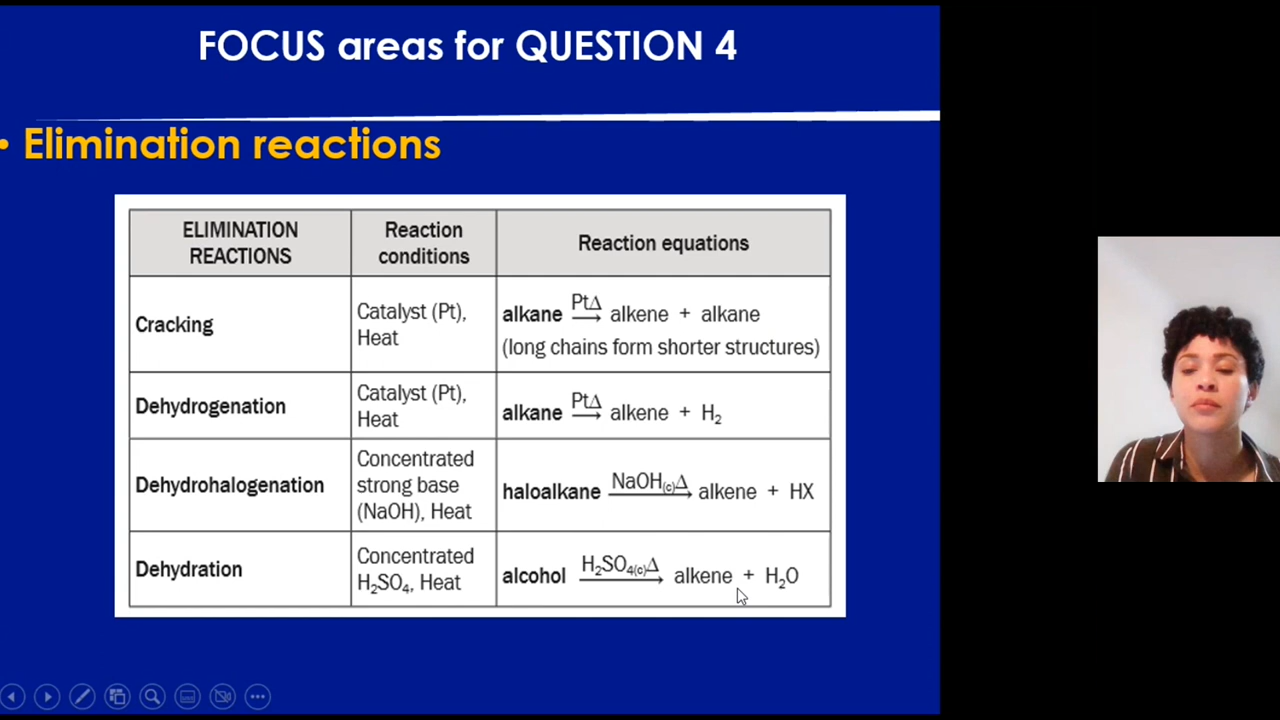 FOCUS areas for QUESTION 4
• Elimination reactions
ELIMINATION REACTIONS
Reaction conditions
Reaction equations
Cracking
Catalyst (Pt),
Heat
alkane PtΔ→ alkene + alkane
(long chains form shorter structures)
Dehydrogenation
Catalyst (Pt),
Heat
alkane PtΔ→ alkene + H₂
Dehydrohalogenation
Concentrated
strong base
(NaOH), Heat
haloalkane NaOH(c)Δ→ alkene + HX
Dehydration
Concentrated
H₂SO₄, Heat
alcohol H₂SO₄(c)Δ→ alkene + H₂O